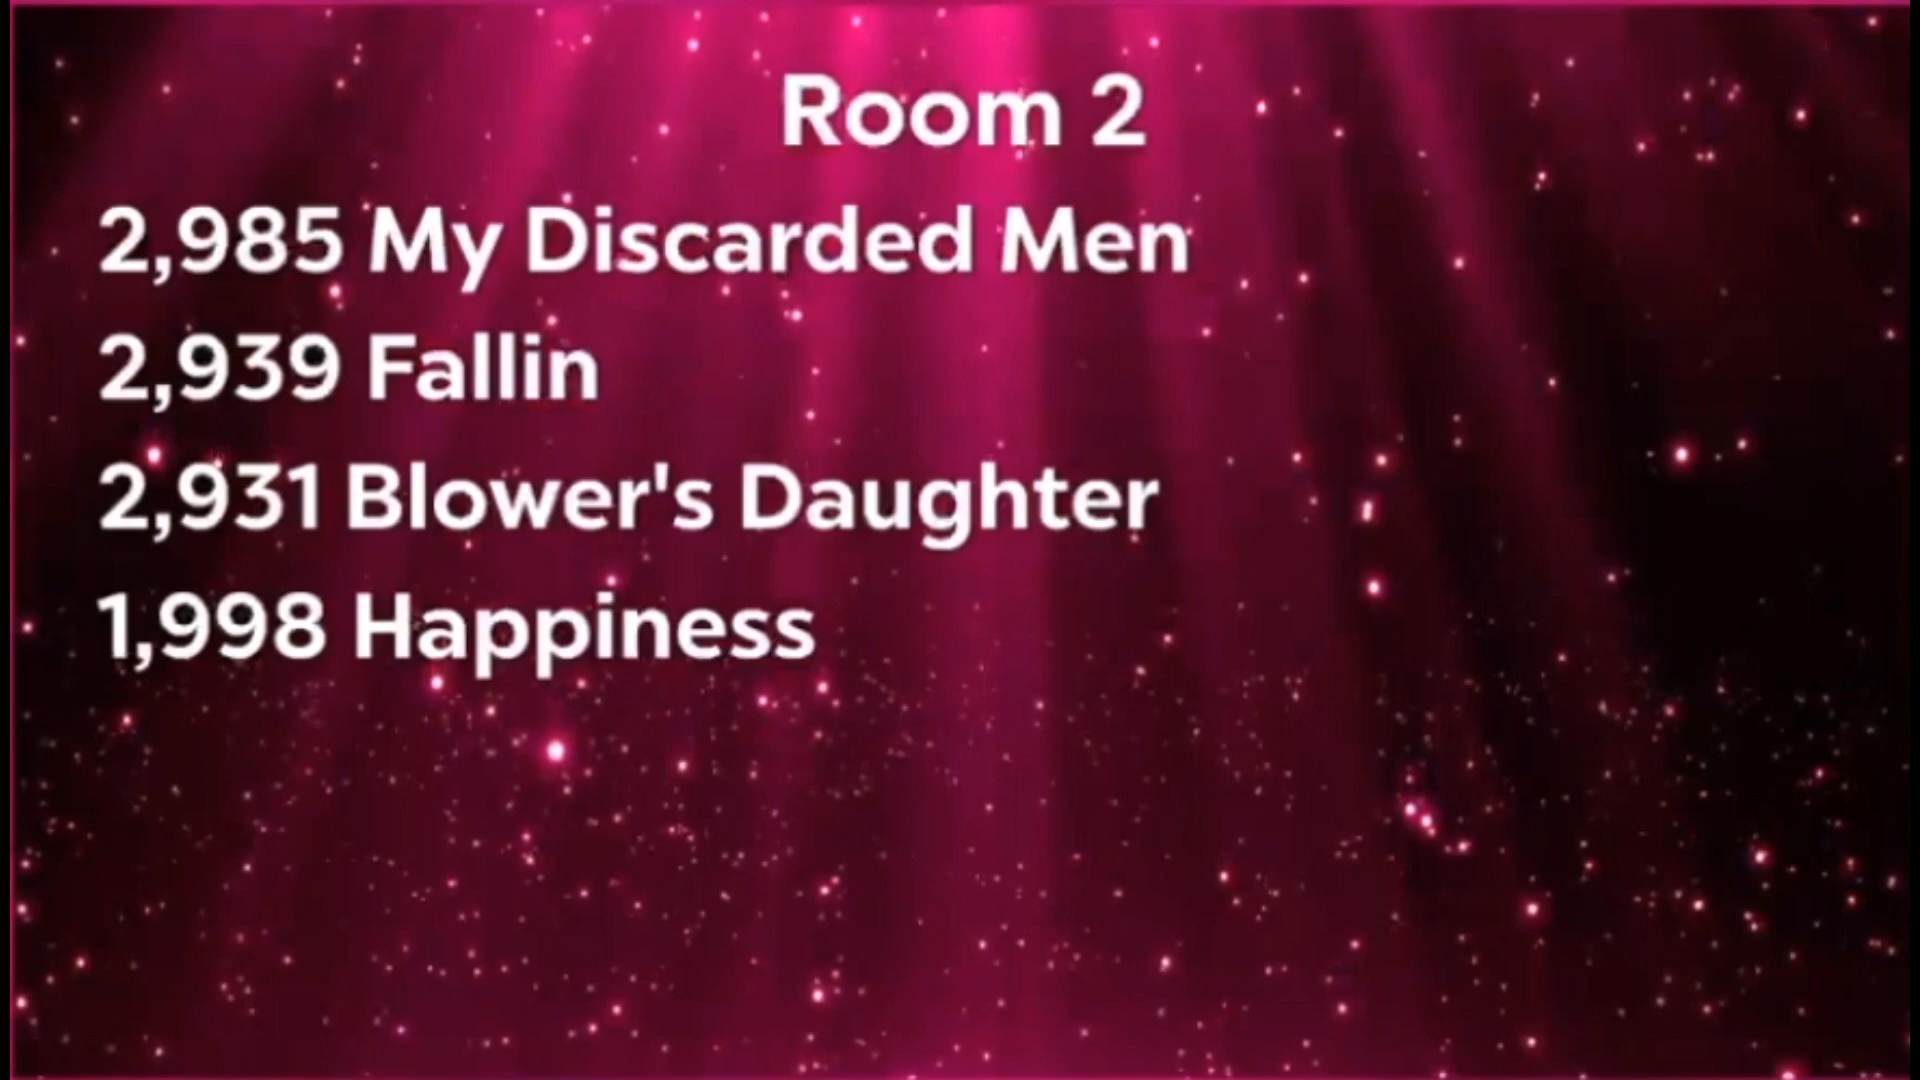 Room 2
2,985 My Discarded Men
2,939 Fallin
2,931 Blower's Daughter
1,998 Happiness